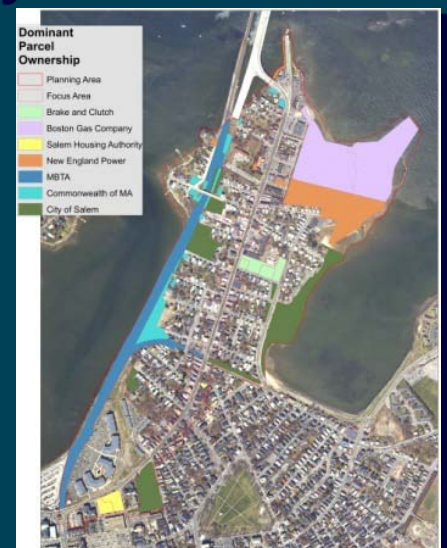 Dominant
Parcel
Ownership
Planning Area
Focus Area
Brake and Clutch
Boston Gas Company
Salem Housing Authority
New England Power
MBTA
Commonwealth of MA
City of Salem